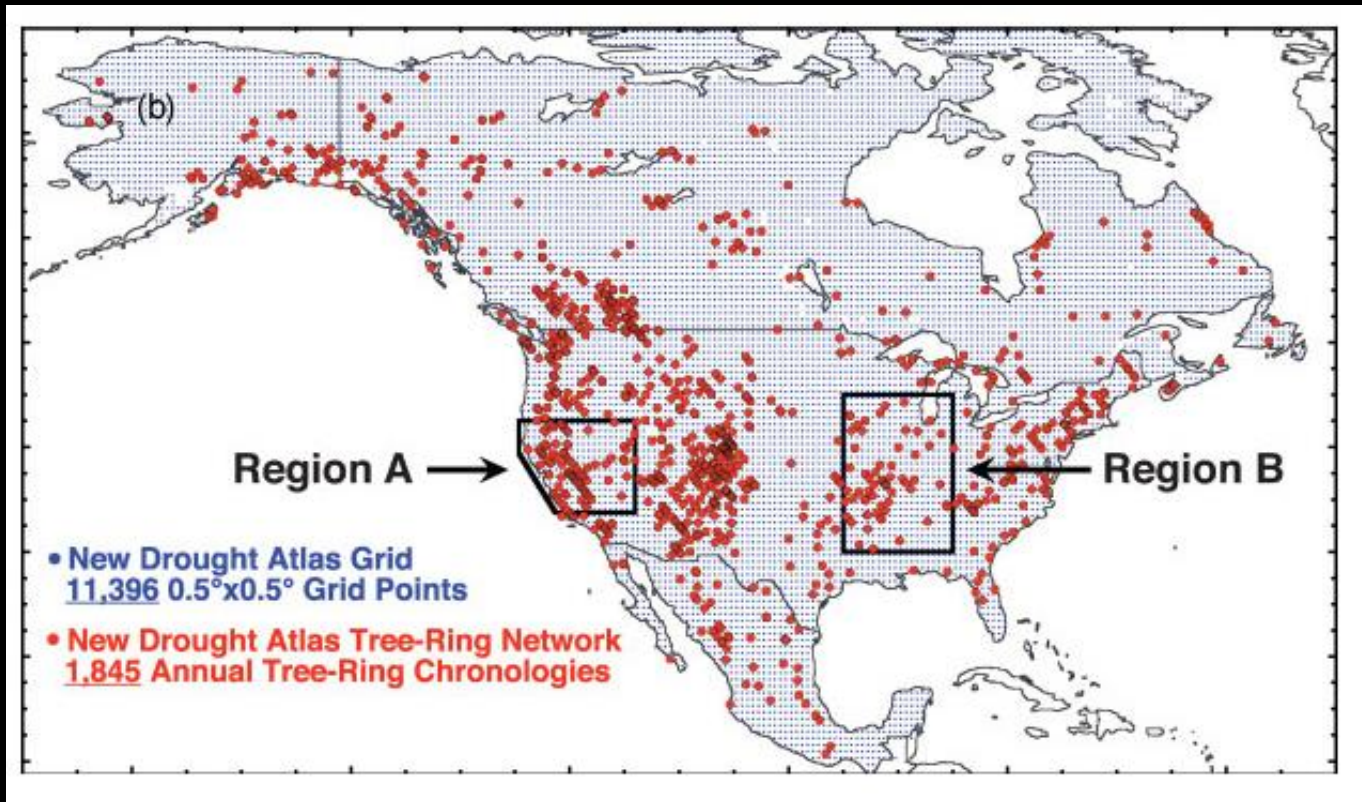 (b)
Region A
Region B
• New Drought Atlas Grid
11,396 0.5°x0.5° Grid Points
• New Drought Atlas Tree-Ring Network
1,845 Annual Tree-Ring Chronologies